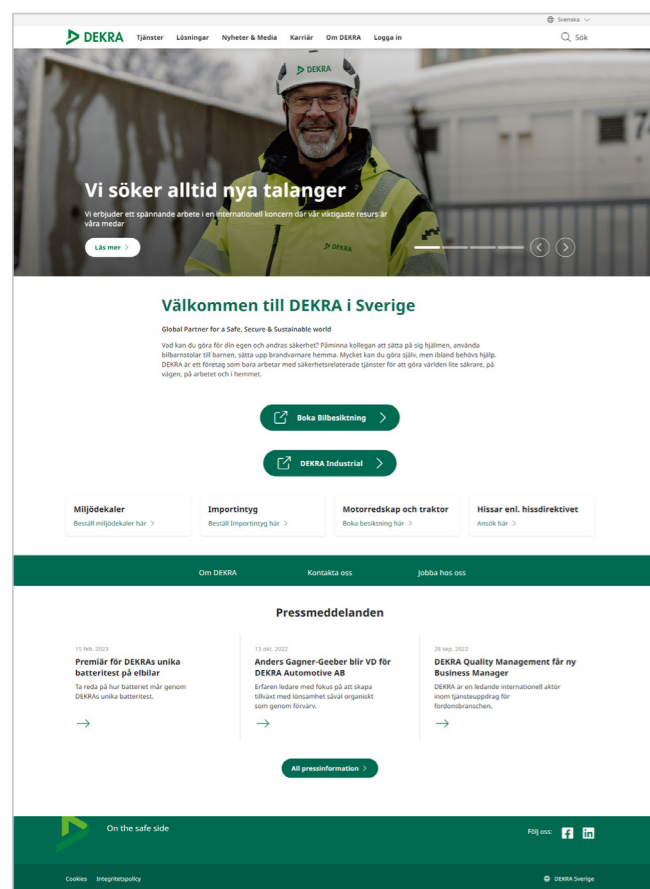 Svenska
DEKRA
Tjänster Lösningar Nyheter & Media Karriär Om DEKRA Logga in
Sök
DEKRA
Vi söker alltid nya talanger
Vi erbjuder ett spännande arbete i en internationell koncern där vår viktigaste resurs är
våra medar
Läs mer
DEKRA
Välkommen till DEKRA i Sverige
Global Partner for a Safe, Secure & Sustainable world
Vad kan du göra för din egen och andras säkerhet? Påminna kollegan att sätta på sig hjälmen, använda
bilbarnstolar till barnen, sätta upp brandvarnare hemma. Mycket kan du göra själv, men ibland behövs hjälp.
DEKRA är ett företag som bara arbetar med säkerhetsrelaterade tjänster för att göra världen lite säkrare, på
vägen, på arbetet och i hemmet.
Boka Bilbesiktning
DEKRA Industrial
Miljödekaler
Beställ miljödekaler här
Importintyg
Beställ Importintyg här
Motorredskap och traktor
Boka besiktning här
Hissar enl. hissdirektivet
Ansök här
Om DEKRA Kontakta oss Jobba hos oss
Pressmeddelanden
15 feb. 2023
Premiär för DEKRAs unika
batteritest på elbilar
Ta reda på hur batteriet mår genom
DEKRAs unika batteritest.
13 okt. 2022
Anders Gagner-Geeber blir VD för
DEKRA Automotive AB
Erfaren ledare med fokus på att skapa
tillväxt med lönsamhet såväl organiskt
som genom förvärv.
26 sep. 2022
DEKRA Quality Management får ny
Business Manager
DEKRA är en ledande internationell aktör
inom tjänsteuppdrag för
fordonsbranschen.
All pressinformation
On the safe side
Följ oss:
Cookies Integritetspolicy
DEKRA Sverige